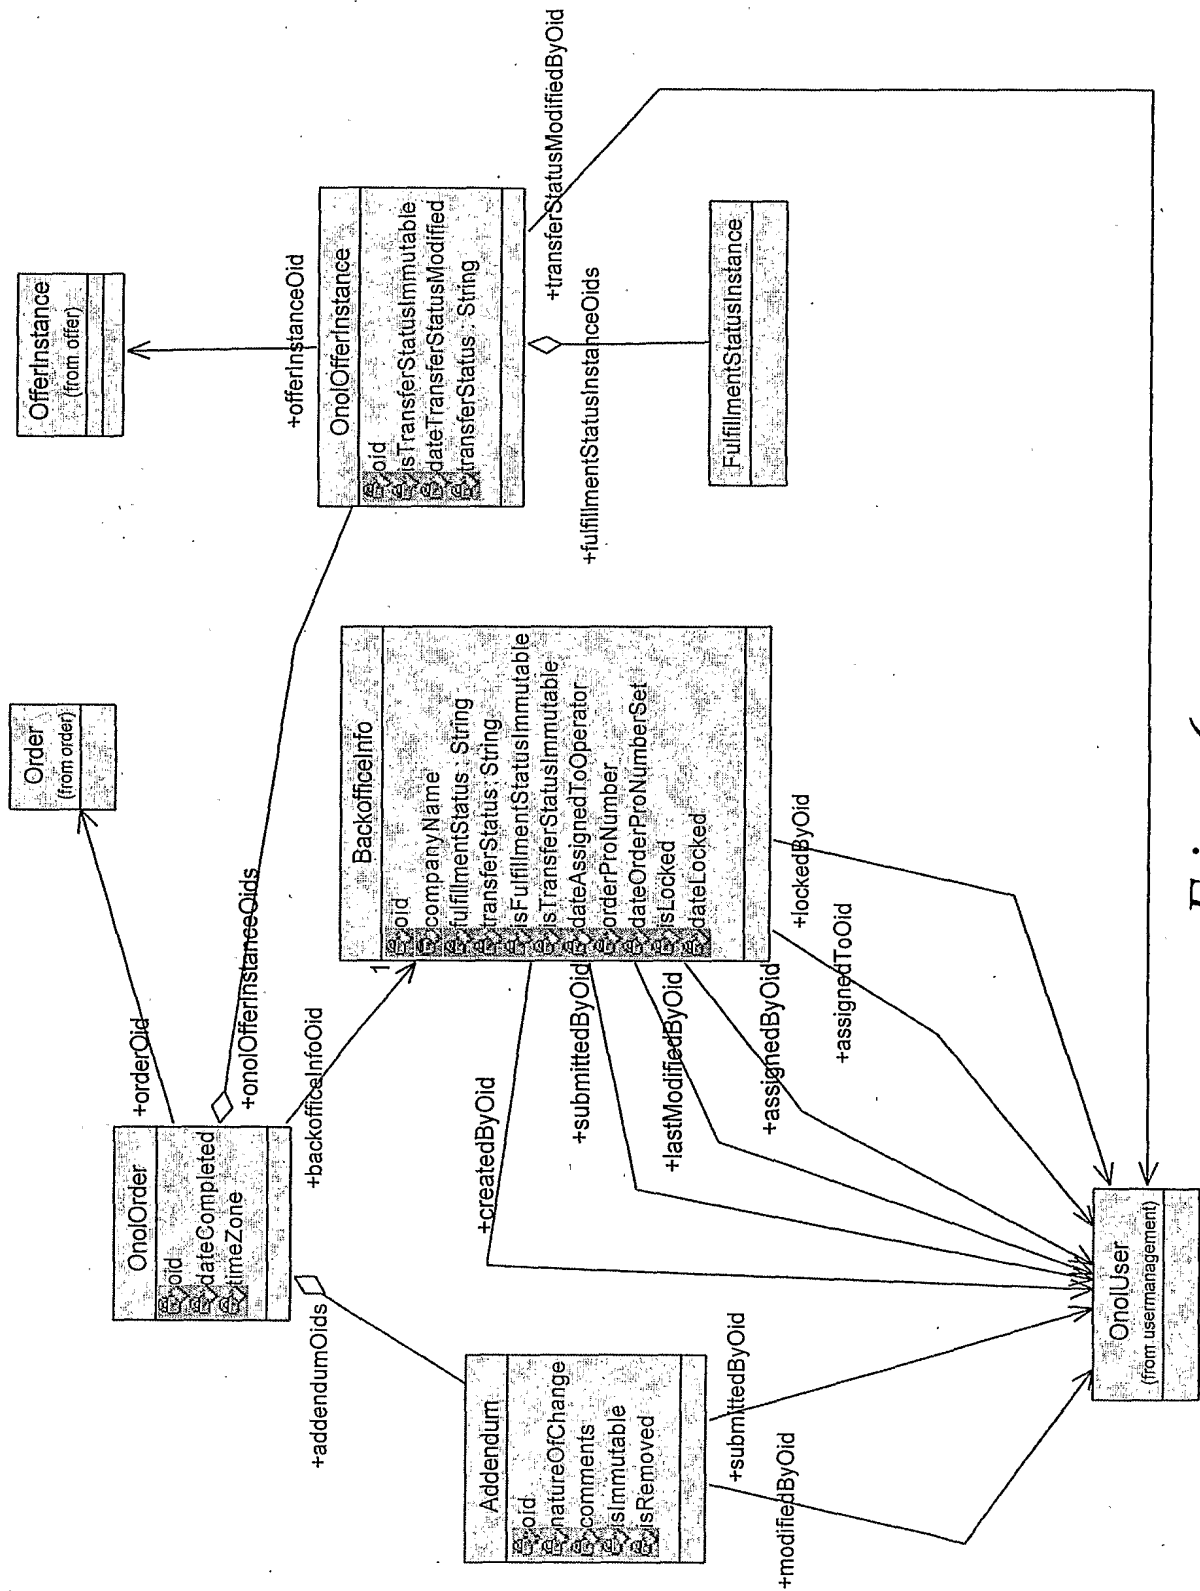 Order
(from order)
OfferInstance
(from offer)
+orderOid
+offerInstanceOid
OnolOrder
oid
dateCompleted
timeZone
+onolOfferInstanceOids
OnolOfferInstance
oid
isTransferStatusImmutable
dateTransferStatusModified
transferStatus : String
+addendumOids
+backofficeInfoOid
1
BackofficeInfo
oid
companyName
fulfillmentStatus : String
transferStatus : String
isFulfillmentStatusImmutable
isTransferStatusImmutable
dateAssignedToOperator
orderProNumber
dateOrderProNumberSet
isLocked
dateLocked
+transferStatusModifiedByOid
+fulfillmentStatusInstanceOids
FulfillmentStatusInstance
Addendum
oid
natureOfChange
comments
isImmutable
isRemoved
+createdByOid
+submittedByOid
+lastModifiedByOid
+assignedByOid
+assignedToOid
+lockedByOid
+submittedByOid
+modifiedByOid
OnolUser
(from usermanagement)